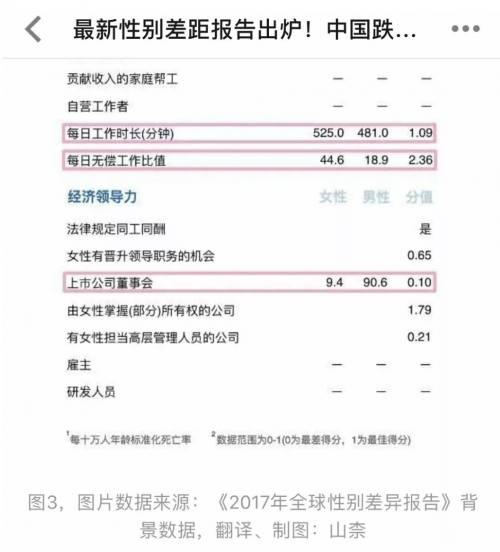 最新性别差距报告出炉！中国跌...
贡献收入的家庭帮工 — —
自营工作者 — —
每日工作时长(分钟) 525.0 481.0 1.09
每日无偿工作比值 44.6 18.9 2.36
经济领导力 女性 男性 分值
法律规定同工同酬 是
女性有晋升领导职务的机会 0.65
上市公司董事会 9.4 90.6 0.10
由女性掌握(部分)所有权的公司 1.79
有女性担当高层管理人员的公司 0.21
雇主 — — —
研发人员 — — —
1每十万人年龄标准化死亡率 2数据范围为0-1(0为最差得分，1为最佳得分)
图3，图片数据来源：《2017年全球性别差异报告》背
景数据，翻译、制图：山柰